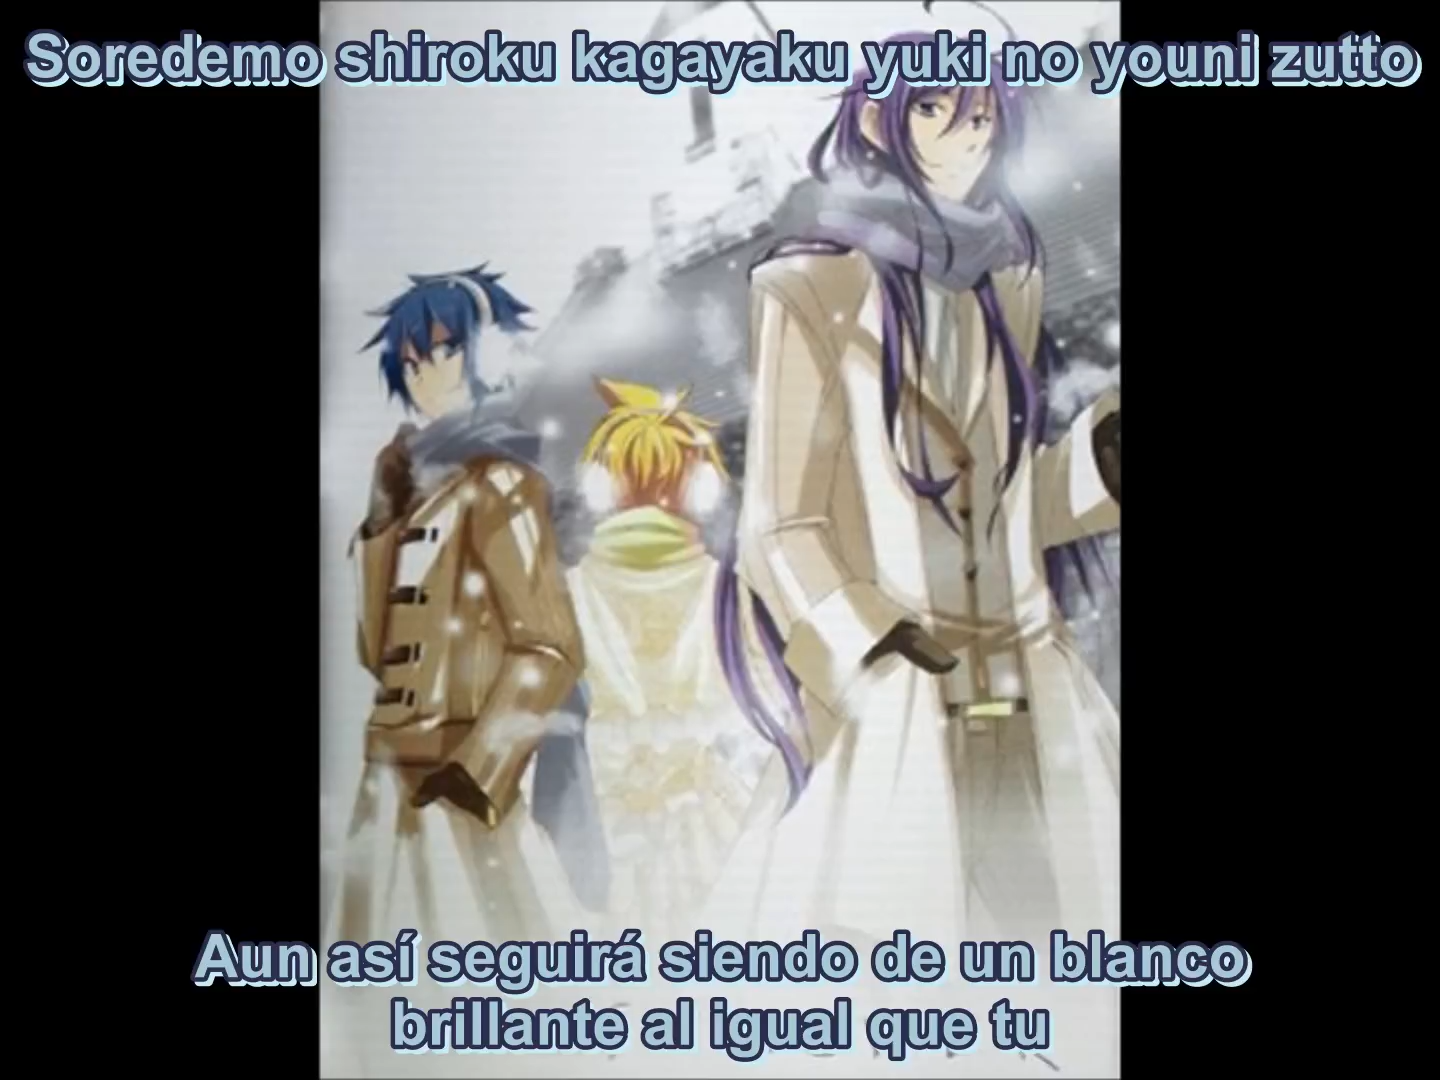 Soredemo shiroku kagayaku yuki no youni zutto
Aun así seguirá siendo de un blanco
brillante al igual que tu